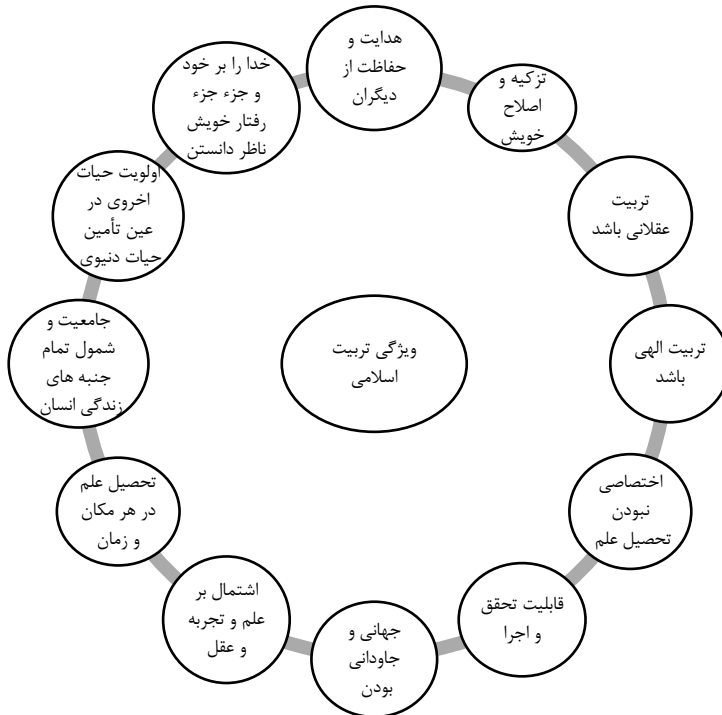 هدایت و
حفاظت از
دیگران
تزکیه و
اصلاح
خویش
تربیت
عقلانی باشد
تربیت الهی
باشد
اختصاصی
نبودن
تحصیل علم
قابلیت تحقق
و اجرا
جهانی و
جاودانی
بودن
اشتمال بر
علم و تجربه
و عقل
تحصیل علم
در هر مکان
و زمان
جامعیت و
شمول تمام
جنبه های
زندگی انسان
اولویت حیات
اخروی در
عین تأمین
حیات دنیوی
خدا را بر خود
و جزء جزء
رفتار خویش
ناظر دانستن
ویژگی تربیت
اسلامی